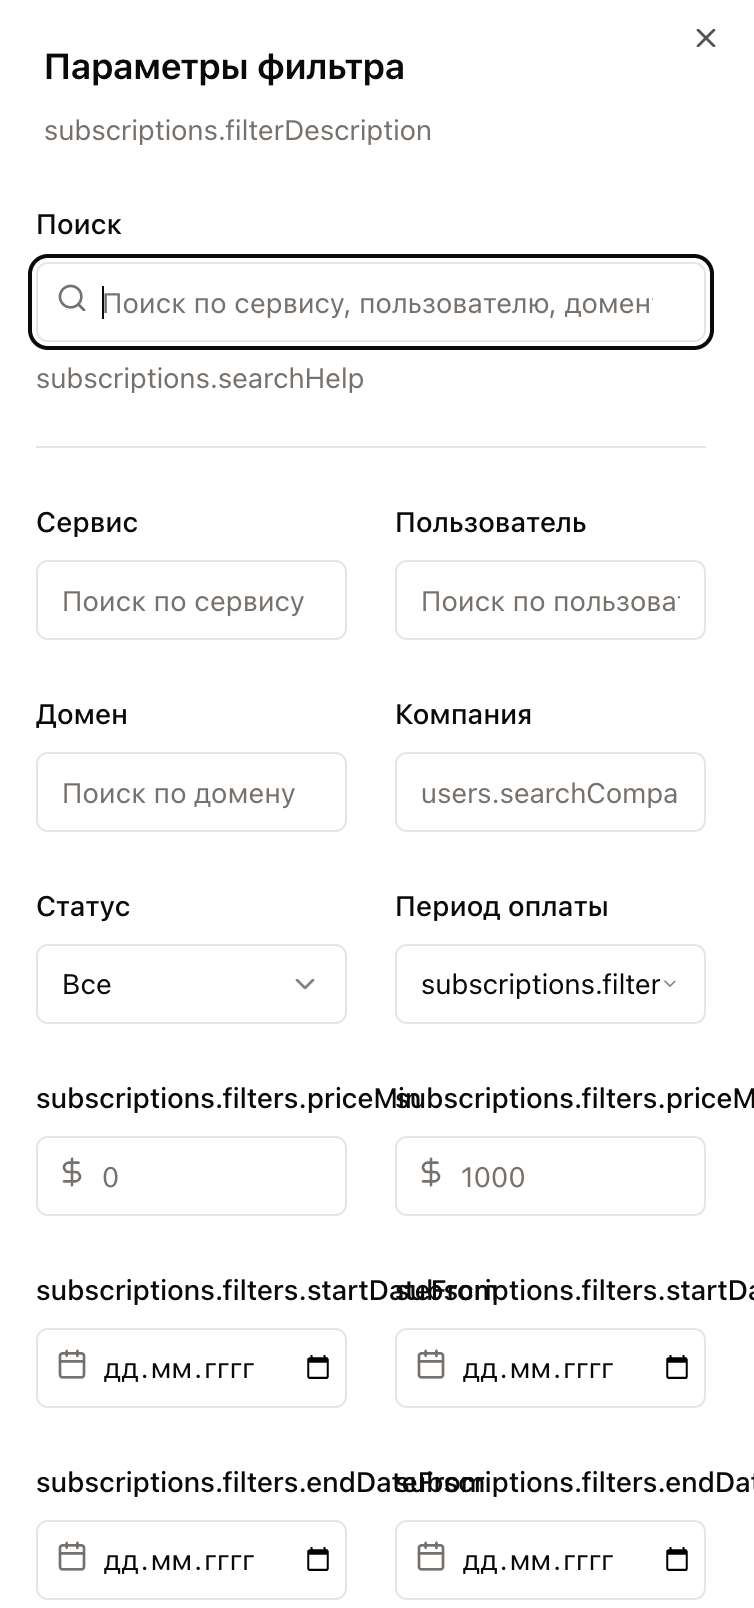 Параметры фильтра
subscriptions.filterDescription
Поиск
Поиск по сервису, пользователю, домен
subscriptions.searchHelp
Сервис
Пользователь
Поиск по сервису
Поиск по пользова
Домен
Компания
Поиск по домену
users.searchCompa
Статус
Период оплаты
Все
subscriptions.filter
subscriptions.filters.priceMin
subscriptions.filters.priceM
$ 0
$ 1000
subscriptions.filters.startDateFrom
subscriptions.filters.startDa
дд.мм.гггг
дд.мм.гггг
subscriptions.filters.endDateFrom
subscriptions.filters.endDat
дд.мм.гггг
дд.мм.гггг